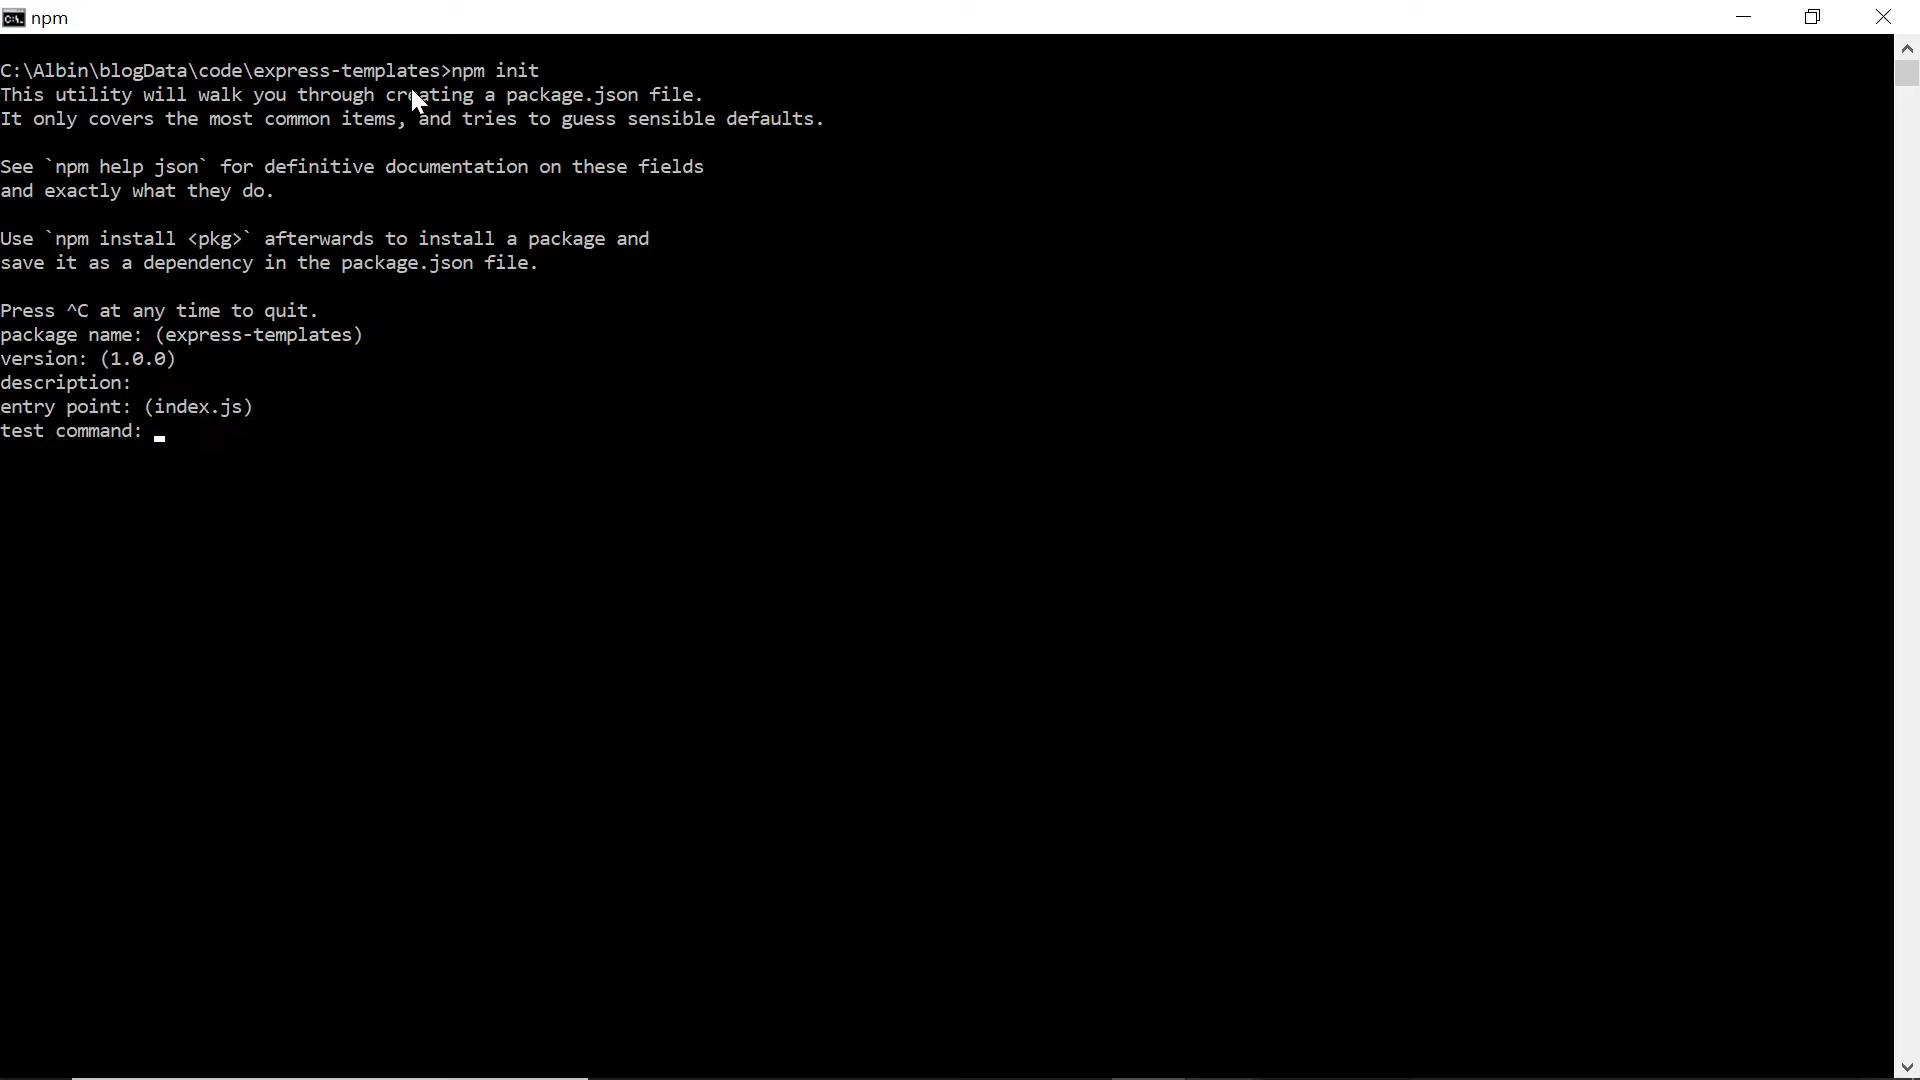 npm
C:\Albin\blogData\code\express-templates>npm init
This utility will walk you through creating a package.json file.
It only covers the most common items, and tries to guess sensible defaults.
See `npm help json` for definitive documentation on these fields
and exactly what they do.
Use `npm install <pkg>` afterwards to install a package and
save it as a dependency in the package.json file.
Press ^C at any time to quit.
package name: (express-templates)
version: (1.0.0)
description:
entry point: (index.js)
test command: